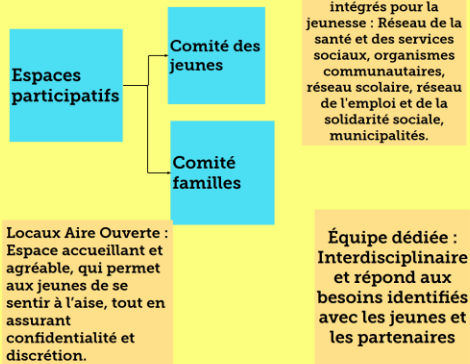 intégrés pour la
jeunesse : Réseau de la
santé et des services
sociaux, organismes
communautaires,
réseau scolaire, réseau
de l'emploi et de la
solidarité sociale,
municipalités.
Comité des
jeunes
Espaces
participatifs
Comité
familles
Locaux Aire Ouverte :
Espace accueillant et
agréable, qui permet
aux jeunes de se
sentir à l'aise, tout en
assurant
confidentialité et
discrétion.
Équipe dédiée :
Interdisciplinaire
et répond aux
besoins identifiés
avec les jeunes et
les partenaires